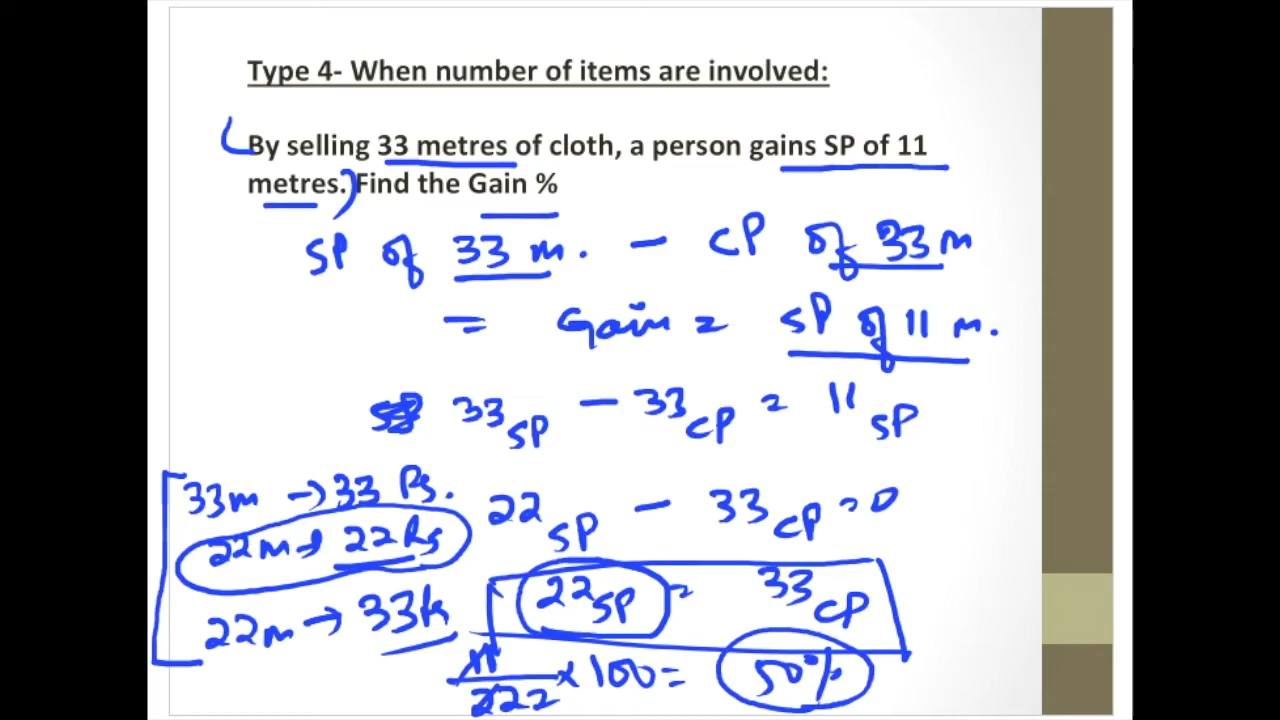 Type 4- When number of items are involved:
By selling 33 metres of cloth, a person gains SP of 11
metres. Find the Gain %
SP of 33 m. - CP of 33 m
= Gain = SP of 11 m.
33 SP - 33 CP = 11 SP
33m → 33 Rs.
22m → 22 Rs
22m → 33
22 SP - 33 CP = 0
22 SP = 33 CP
× 100 = 50%